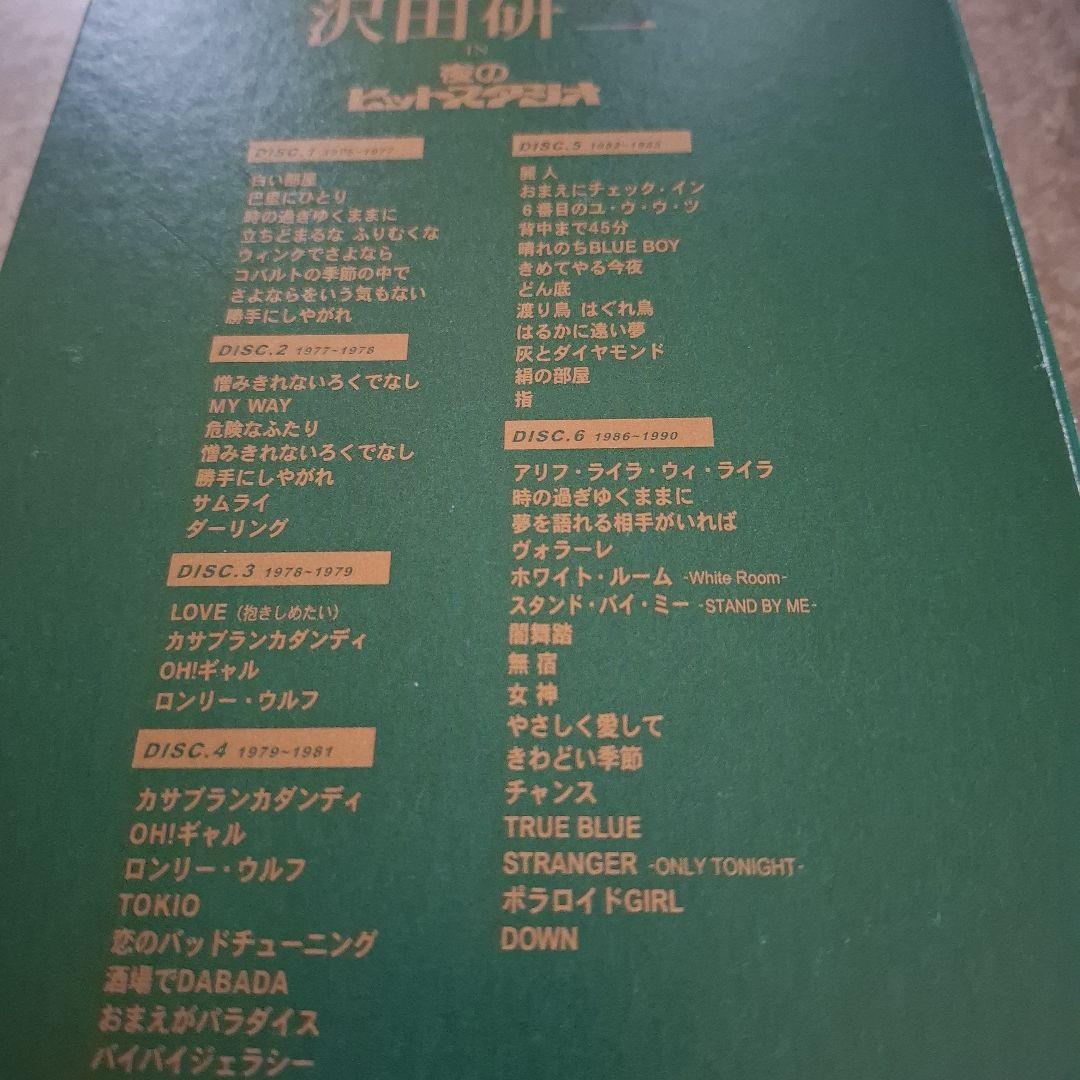 沢田研二
IN
夜の
ヒットスタジオ
DISC.1 1975~1977
白い部屋
巴里にひとり
時の過ぎゆくままに
立ちどまるな ふりむくな
ウィンクでさよなら
コバルトの季節の中で
さよならをいう気もない
勝手にしやがれ
DISC.2 1977~1978
憎みきれないろくでなし
MY WAY
危険なふたり
憎みきれないろくでなし
勝手にしやがれ
サムライ
ダーリング
DISC.3 1978~1979
LOVE（抱きしめたい）
カサブランカダンディ
OH!ギャル
ロンリー・ウルフ
DISC.4 1979~1981
カサブランカダンディ
OH!ギャル
ロンリー・ウルフ
TOKIO
恋のバッドチューニング
酒場でDABADA
おまえがパラダイス
バイバイジェラシー
DISC.5 1982~1985
麗人
おまえにチェック・イン
6番目のユ・ウ・ウ・ツ
背中まで45分
晴れのちBLUE BOY
きめてやる今夜
どん底
渡り鳥 はぐれ鳥
はるかに遠い夢
灰とダイヤモンド
絹の部屋
指
DISC.6 1986~1990
アリフ・ライラ・ウィ・ライラ
時の過ぎゆくままに
夢を語れる相手がいれば
ヴォラーレ
ホワイト・ルーム -White Room-
スタンド・バイ・ミー -STAND BY ME-
闇舞踏
無宿
女神
やさしく愛して
きわどい季節
チャンス
TRUE BLUE
STRANGER -ONLY TONIGHT-
ポラロイドGIRL
DOWN